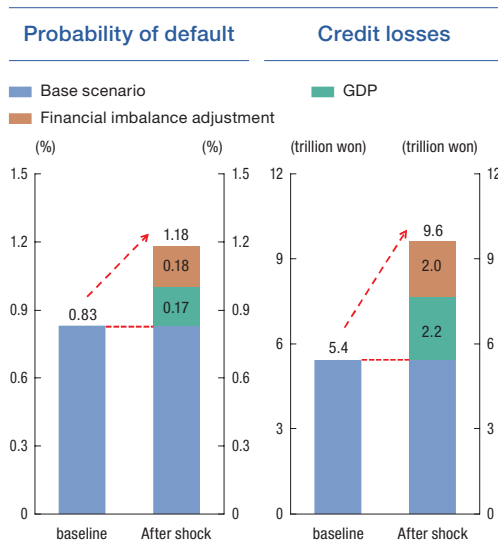 Probability of default
Credit losses
Base scenario
GDP
Financial imbalance adjustment
(%)
(%)
1.5
1.2
0.9
0.6
0.3
0
0.83
1.18
0.18
0.17
1.5
1.2
0.9
0.6
0.3
0
baseline
After shock
(trillion won)
(trillion won)
12
9
6
3
0
5.4
9.6
2.0
2.2
12
9
6
3
0
baseline
After shock